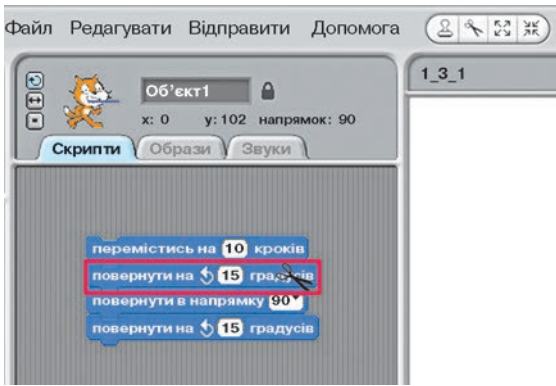 Файл Редагувати Відправити Допомога
1_3_1
Об'єкт1
x: 0 y: 102 напрямок: 90
Скрипти Образи Звуки
перемістись на 10 кроків
повернути на 15 градусів
повернути в напрямку 90
повернути на 15 градусів